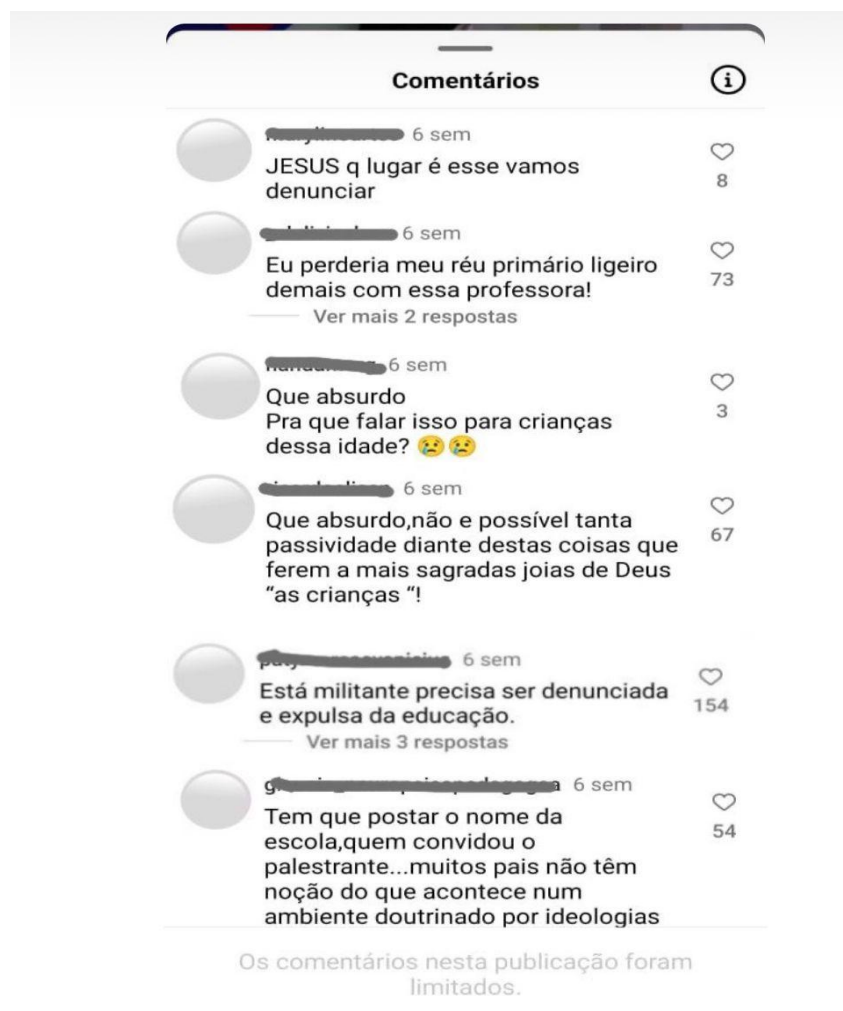 Comentários
6 sem
JESUS q lugar é esse vamos
denunciar
8
6 sem
Eu perderia meu réu primário ligeiro
demais com essa professora!
73
Ver mais 2 respostas
6 sem
Que absurdo
Pra que falar isso para crianças
dessa idade? 😢😢
3
6 sem
Que absurdo,não e possível tanta
passividade diante destas coisas que
ferem a mais sagradas joias de Deus
“as crianças “!
67
6 sem
Está militante precisa ser denunciada
e expulsa da educação.
154
Ver mais 3 respostas
6 sem
Tem que postar o nome da
escola,quem convidou o
palestrante...muitos pais não têm
noção do que acontece num
ambiente doutrinado por ideologias
54
Os comentários nesta publicação foram
limitados.